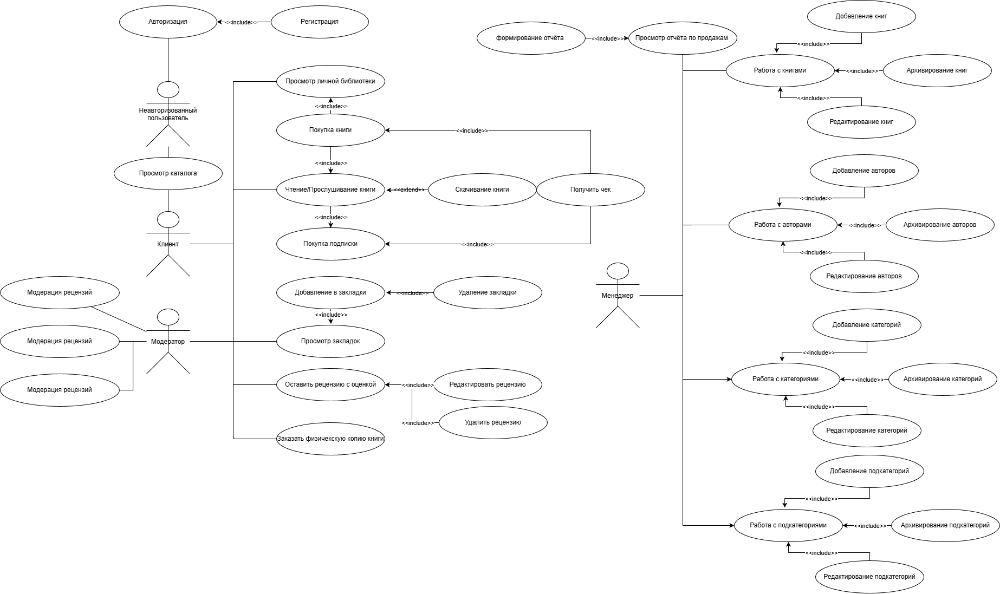 Авторизация
<<include>>
Регистрация
Неавторизованный
пользователь
Просмотр каталога
Клиент
Модерация рецензий
Модерация рецензий
Модерация рецензий
Модератор
Просмотр личной библиотеки
<<include>>
Покупка книги
<<include>>
<<include>>
Чтение/Прослушивание книги
<<extend>>
Скачивание книги
Получить чек
<<include>>
Покупка подписки
<<include>>
Добавление в закладки
<<include>>
Удаление закладки
<<include>>
Просмотр закладок
Оставить рецензию с оценкой
<<include>>
Редактировать рецензию
<<include>>
Удалить рецензию
Заказать физичекскую копию книги
формирование отчёта
<<include>>
Просмотр отчёта по продажам
Менеджер
Добавление книг
<<include>>
Работа с книгами
<<include>>
Архивирование книг
<<include>>
Редактирование книг
Добавление авторов
<<include>>
Работа с авторами
<<include>>
Архивирование авторов
<<include>>
Редактирование авторов
Добавление категорий
<<include>>
Работа с категориями
<<include>>
Архивирование категорий
<<include>>
Редактирование категорий
Добавление подкатегорий
<<include>>
Работа с подкатегориями
<<include>>
Архивирование подкатегорий
<<include>>
Редактирование подкатегорий